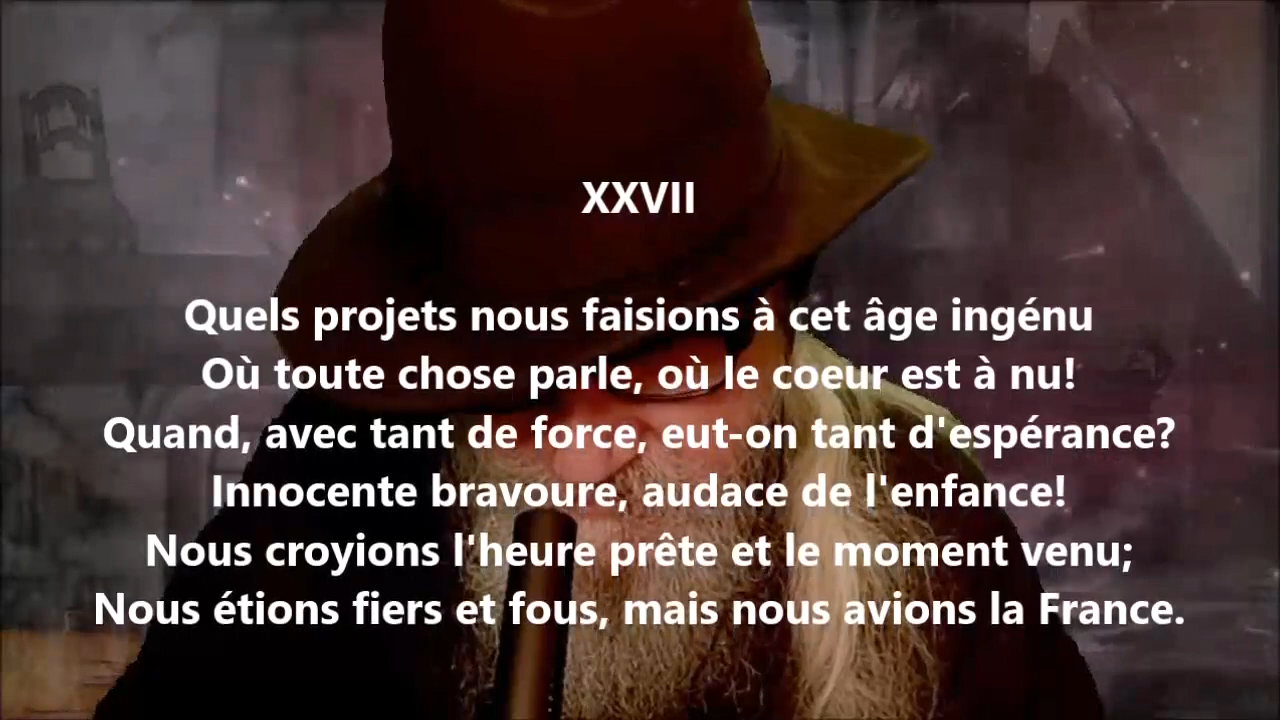 XXVII
Quels projets nous faisions à cet âge ingénu
Où toute chose parle, où le coeur est à nu!
Quand, avec tant de force, eut-on tant d'espérance?
Innocente bravoure, audace de l'enfance!
Nous croyions l'heure prête et le moment venu;
Nous étions fiers et fous, mais nous avions la France.